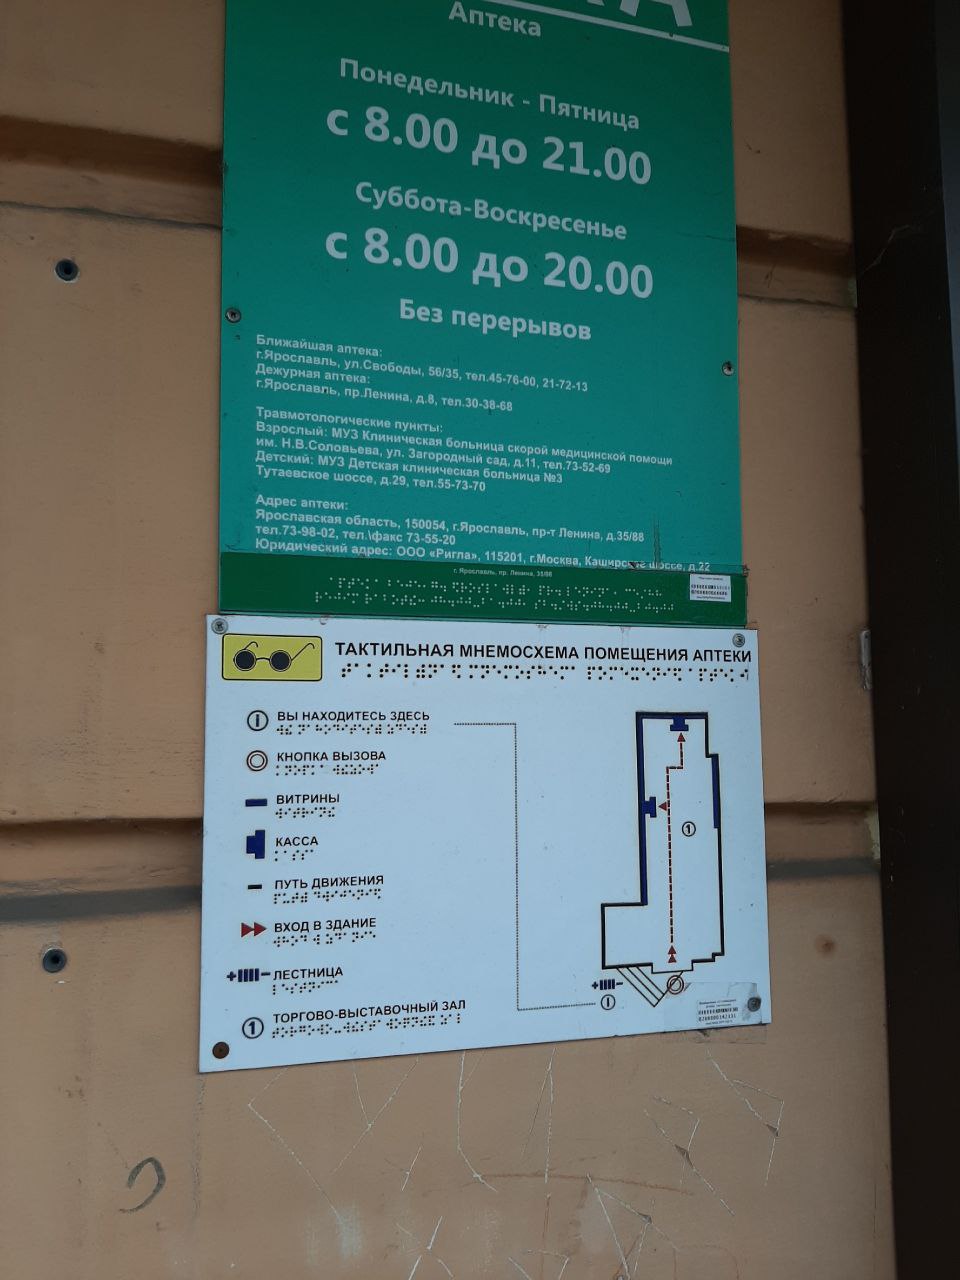 Аптека
Понедельник - Пятница
с 8.00 до 21.00
Суббота-Воскресенье
с 8.00 до 20.00
Без перерывов
Ближайшая аптека:
г.Ярославль, ул.Свободы, 56/35, тел.45-76-00, 21-72-13
Дежурная аптека:
г.Ярославль, пр.Ленина, д.8, тел.30-38-68
Травмотологические пункты:
Взрослый: МУЗ Клиническая больница скорой медицинской помощи
им. Н.В.Соловьева, ул. Загородный сад, д.11, тел.73-52-69
Детский: МУЗ Детская клиническая больница №3
Тутаевское шоссе, д.29, тел.55-73-70
Адрес аптеки:
Ярославская область, 150054, г.Ярославль, пр-т Ленина, д.35/88
тел.73-98-02, тел.\факс 73-55-20
Юридический адрес: ООО «Ригла», 115201, г.Москва, Каширское шоссе, д.22
г. Ярославль, пр. Ленина, 35/88
ТАКТИЛЬНАЯ МНЕМОСХЕМА ПОМЕЩЕНИЯ АПТЕКИ
ВЫ НАХОДИТЕСЬ ЗДЕСЬ
КНОПКА ВЫЗОВА
ВИТРИНЫ
КАССА
ПУТЬ ДВИЖЕНИЯ
ВХОД В ЗДАНИЕ
ЛЕСТНИЦА
1 ТОРГОВО-ВЫСТАВОЧНЫЙ ЗАЛ
1